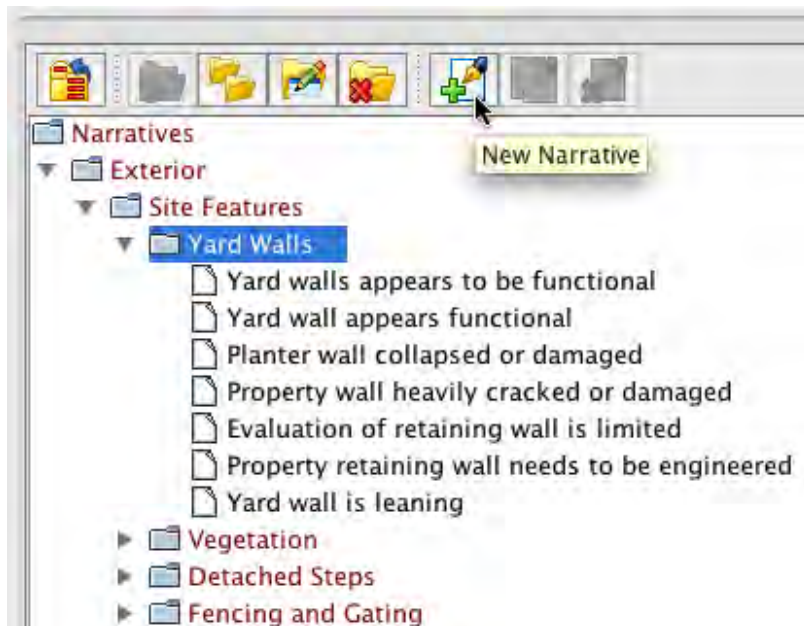 New Narrative
Narratives
Exterior
Site Features
Yard Walls
Yard walls appears to be functional
Yard wall appears functional
Planter wall collapsed or damaged
Property wall heavily cracked or damaged
Evaluation of retaining wall is limited
Property retaining wall needs to be engineered
Yard wall is leaning
Vegetation
Detached Steps
Fencing and Gating